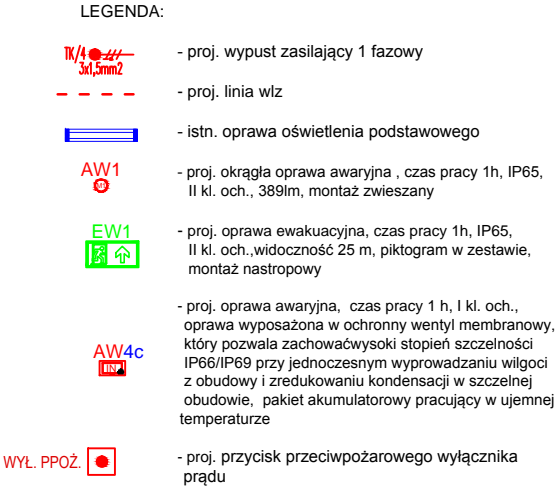 LEGENDA:
TK/4
3x1,5mm2
- proj. wypust zasilający 1 fazowy
- proj. linia wlz
- istn. oprawa oświetlenia podstawowego
AW1
- proj. okrągła oprawa awaryjna , czas pracy 1h, IP65,
II kl. och., 389lm, montaż zwieszany
EW1
- proj. oprawa ewakuacyjna, czas pracy 1h, IP65,
II kl. och.,widoczność 25 m, piktogram w zestawie,
montaż nastropowy
- proj. oprawa awaryjna, czas pracy 1 h, I kl. och.,
oprawa wyposażona w ochronny wentyl membranowy,
który pozwala zachowaćwysoki stopień szczelności
AW4c
IN
IP66/IP69 przy jednoczesnym wyprowadzaniu wilgoci
z obudowy i zredukowaniu kondensacji w szczelnej
obudowie, pakiet akumulatorowy pracujący w ujemnej
temperaturze
WYŁ. PPOŻ.
- proj. przycisk przeciwpożarowego wyłącznika
prądu